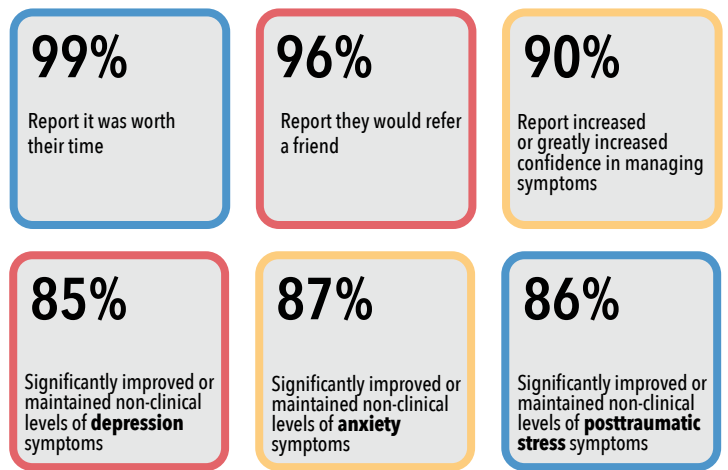 99%
Report it was worth
their time
96%
Report they would refer
a friend
90%
Report increased
or greatly increased
confidence in managing
symptoms
85%
Significantly improved or
maintained non-clinical
levels of depression
symptoms
87%
Significantly improved or
maintained non-clinical
levels of anxiety
symptoms
86%
Significantly improved or
maintained non-clinical
levels of posttraumatic
stress symptoms